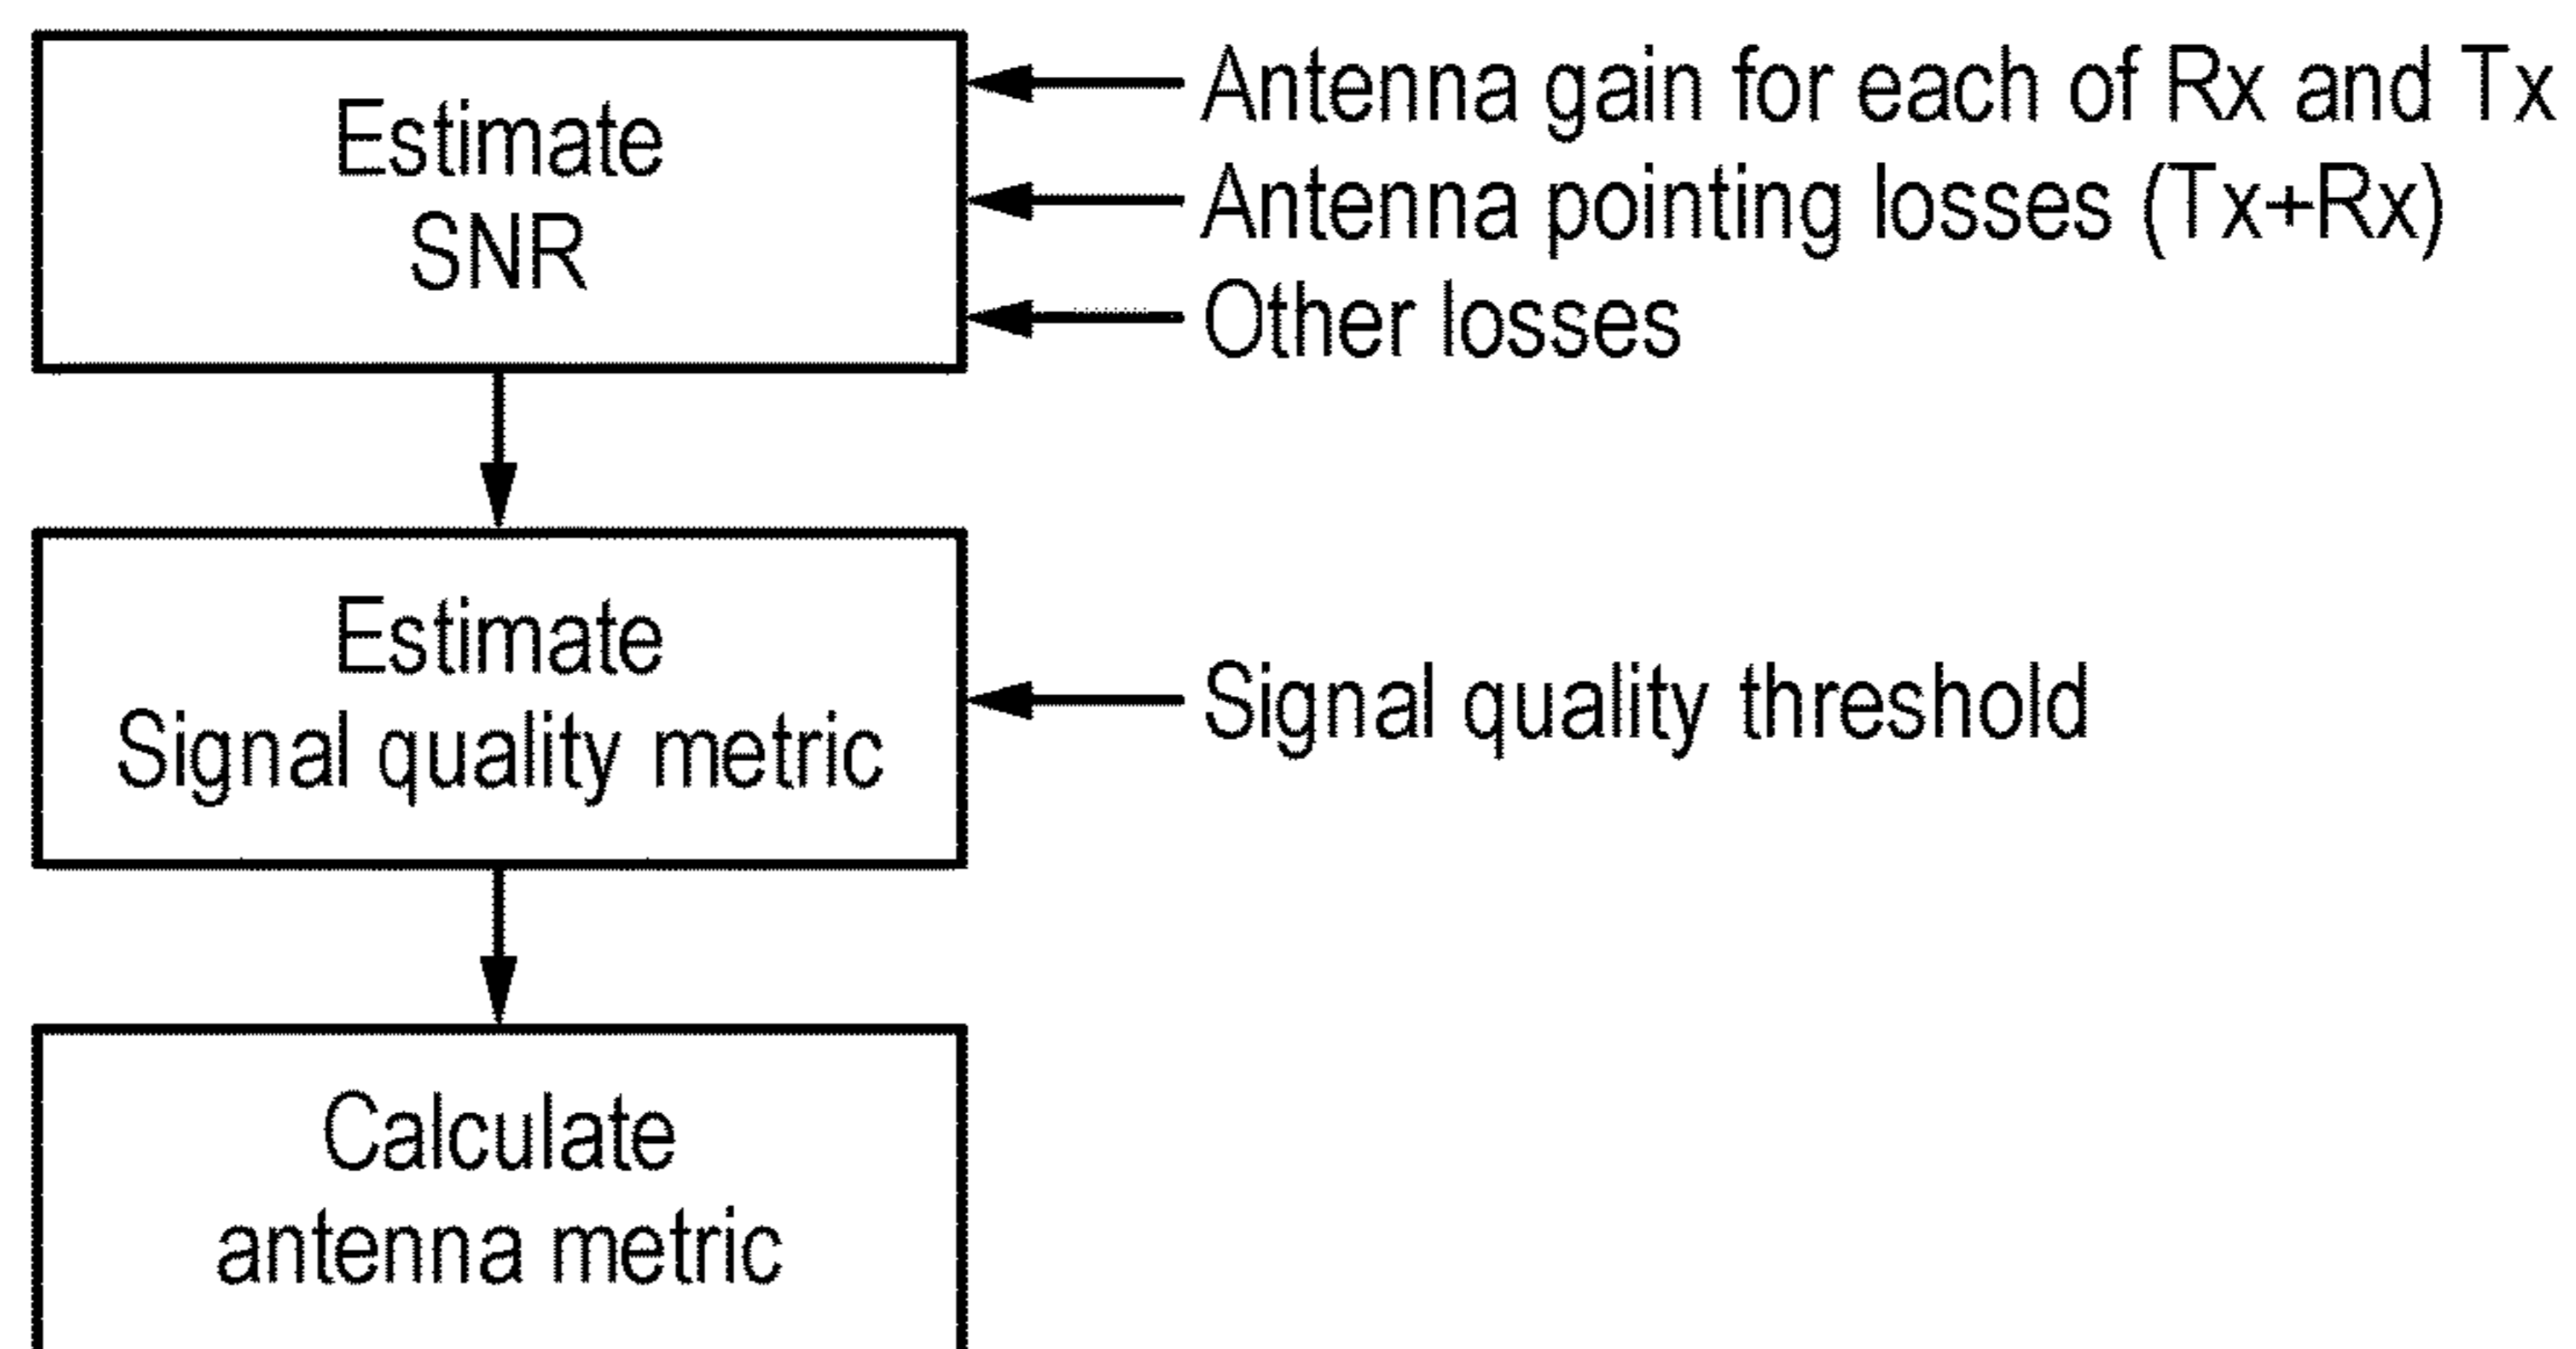 Estimate
SNR
Antenna gain for each of Rx and Tx
Antenna pointing losses (Tx+Rx)
Other losses
Estimate
Signal quality metric
Signal quality threshold
Calculate
antenna metric